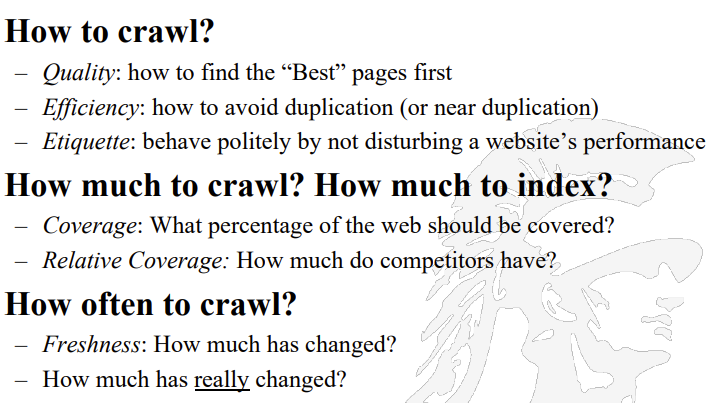 How to crawl?
– Quality: how to find the “Best” pages first
– Efficiency: how to avoid duplication (or near duplication)
– Etiquette: behave politely by not disturbing a website’s performance
How much to crawl? How much to index?
– Coverage: What percentage of the web should be covered?
– Relative Coverage: How much do competitors have?
How often to crawl?
– Freshness: How much has changed?
– How much has really changed?